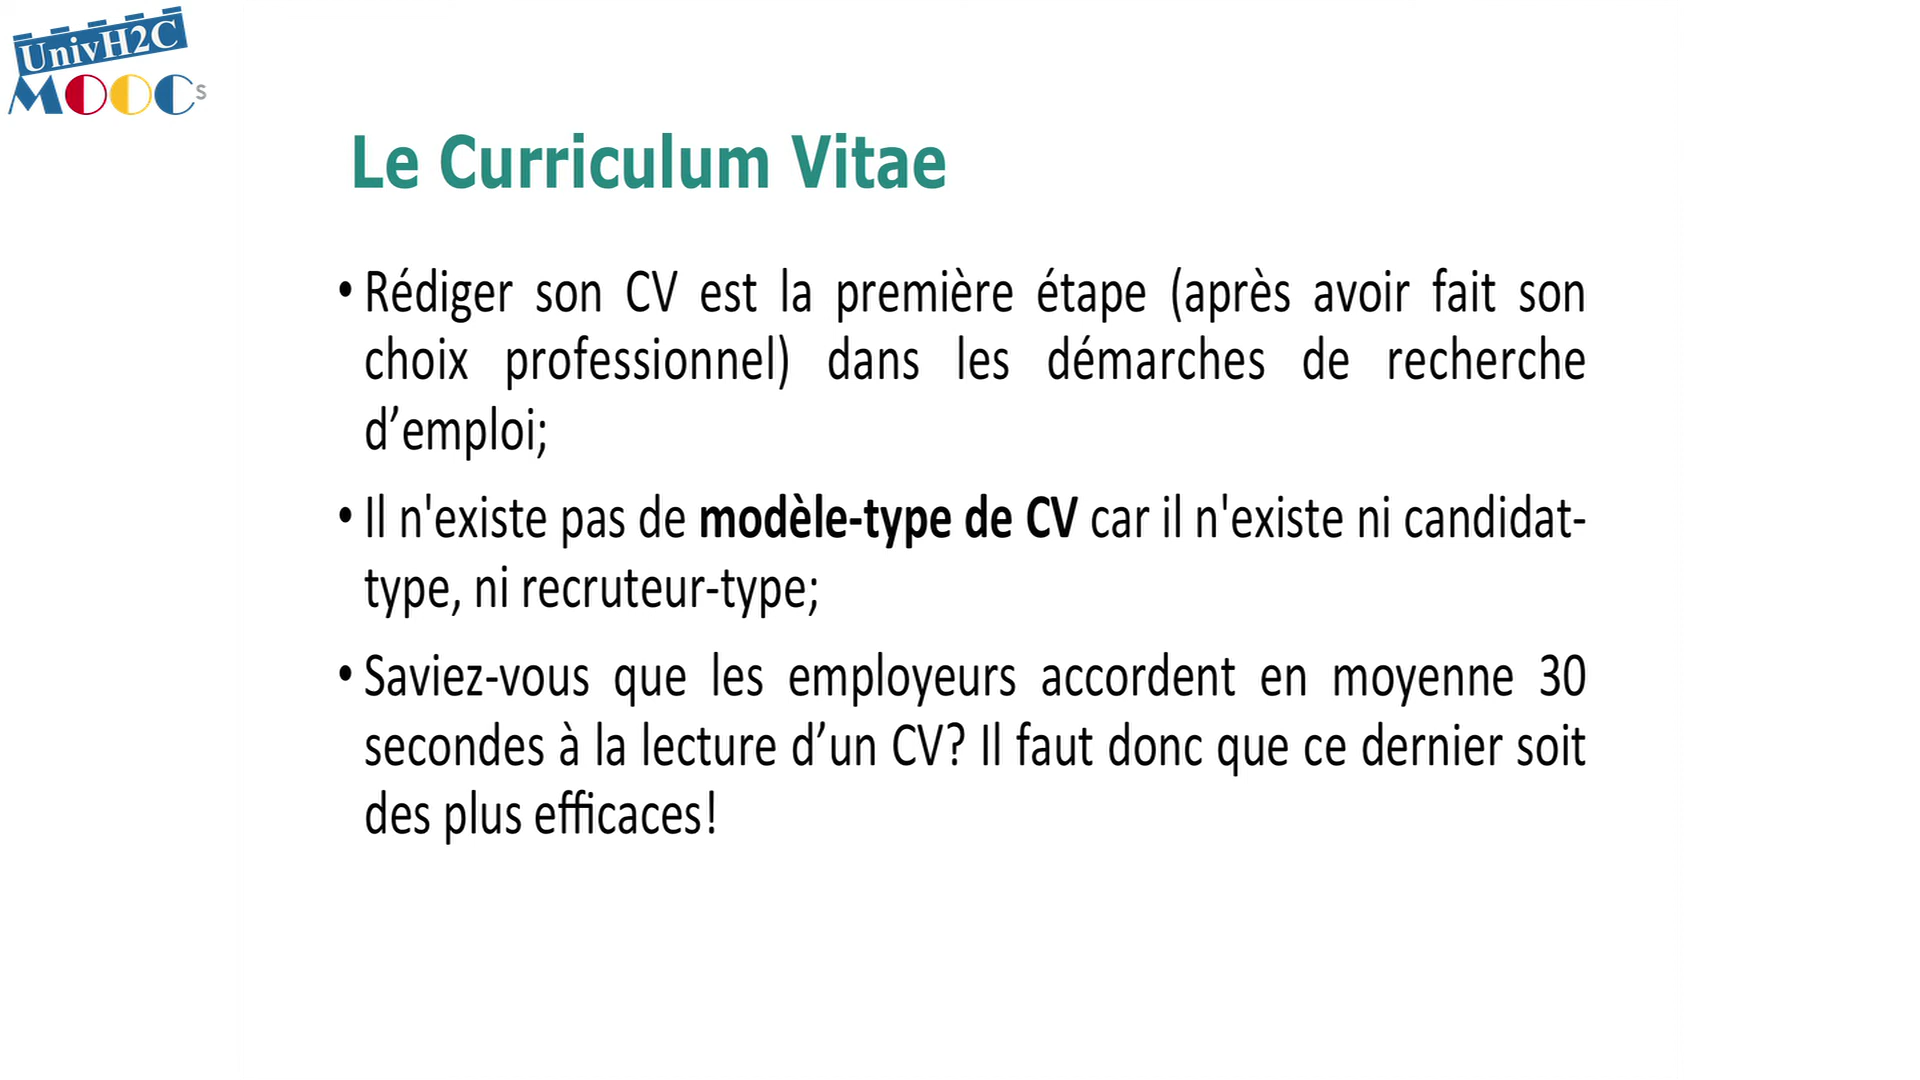 UnivH2C
MOOCs
Le Curriculum Vitae
• Rédiger son CV est la première étape (après avoir fait son
choix professionnel) dans les démarches de recherche
d’emploi;
• Il n'existe pas de modèle-type de CV car il n'existe ni candidat-
type, ni recruteur-type;
• Saviez-vous que les employeurs accordent en moyenne 30
secondes à la lecture d’un CV? Il faut donc que ce dernier soit
des plus efficaces!